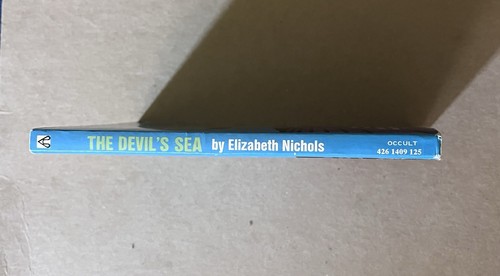 THE DEVIL'S SEA by Elizabeth Nichols
OCCULT
426 1409 125